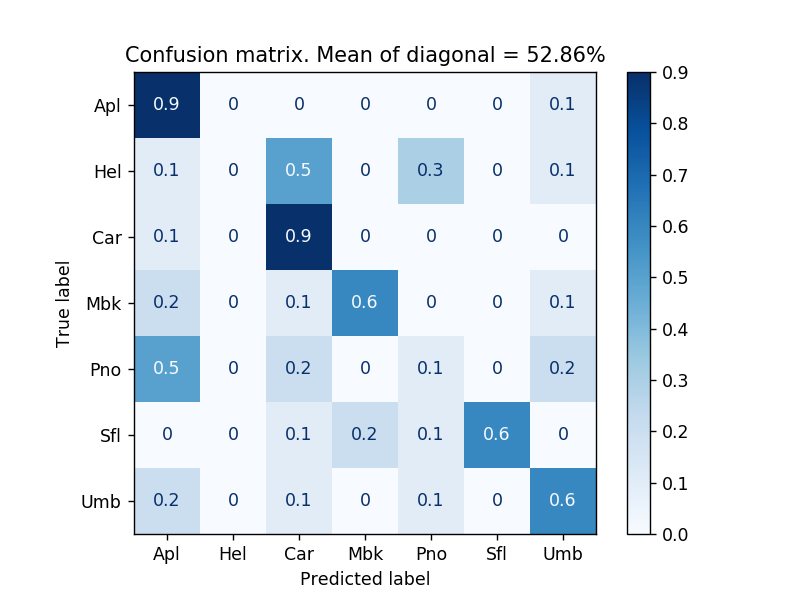 Confusion matrix. Mean of diagonal = 52.86%
True label
Apl 0.9 0 0 0 0 0 0.1
Hel 0.1 0 0.5 0 0.3 0 0.1
Car 0.1 0 0.9 0 0 0 0
Mbk 0.2 0 0.1 0.6 0 0 0.1
Pno 0.5 0 0.2 0 0.1 0 0.2
Sfl 0 0 0.1 0.2 0.1 0.6 0
Umb 0.2 0 0.1 0 0.1 0 0.6
Apl Hel Car Mbk Pno Sfl Umb
Predicted label
0.9
0.8
0.7
0.6
0.5
0.4
0.3
0.2
0.1
0.0